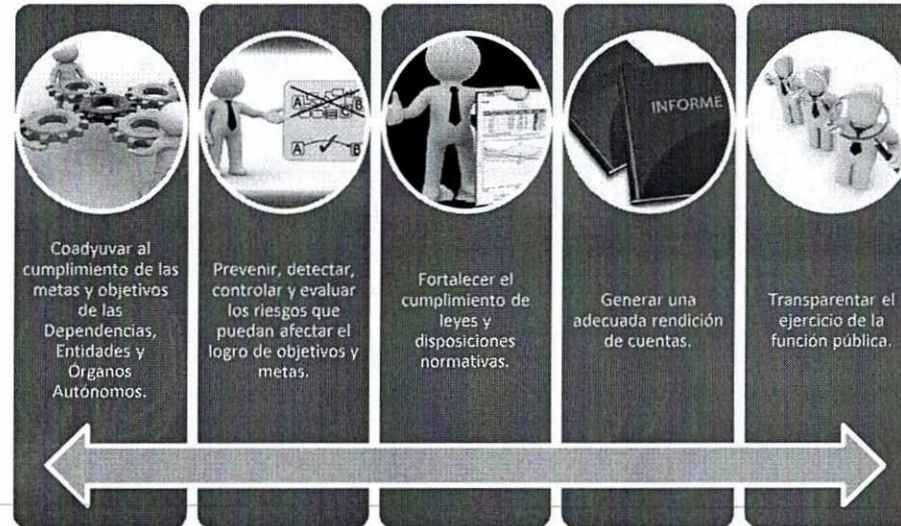 A
B
A
B
INFORME
Coadyuvar al
cumplimiento de las
metas y objetivos
de las
Dependencias,
Entidades y
Órganos
Autónomos.
Prevenir, detectar,
controlar y evaluar
los riesgos que
puedan afectar el
logro de objetivos y
metas.
Fortalecer el
cumplimiento de
leyes y
disposiciones
normativas.
Generar una
adecuada rendición
de cuentas.
Transparentar el
ejercicio de la
función pública.